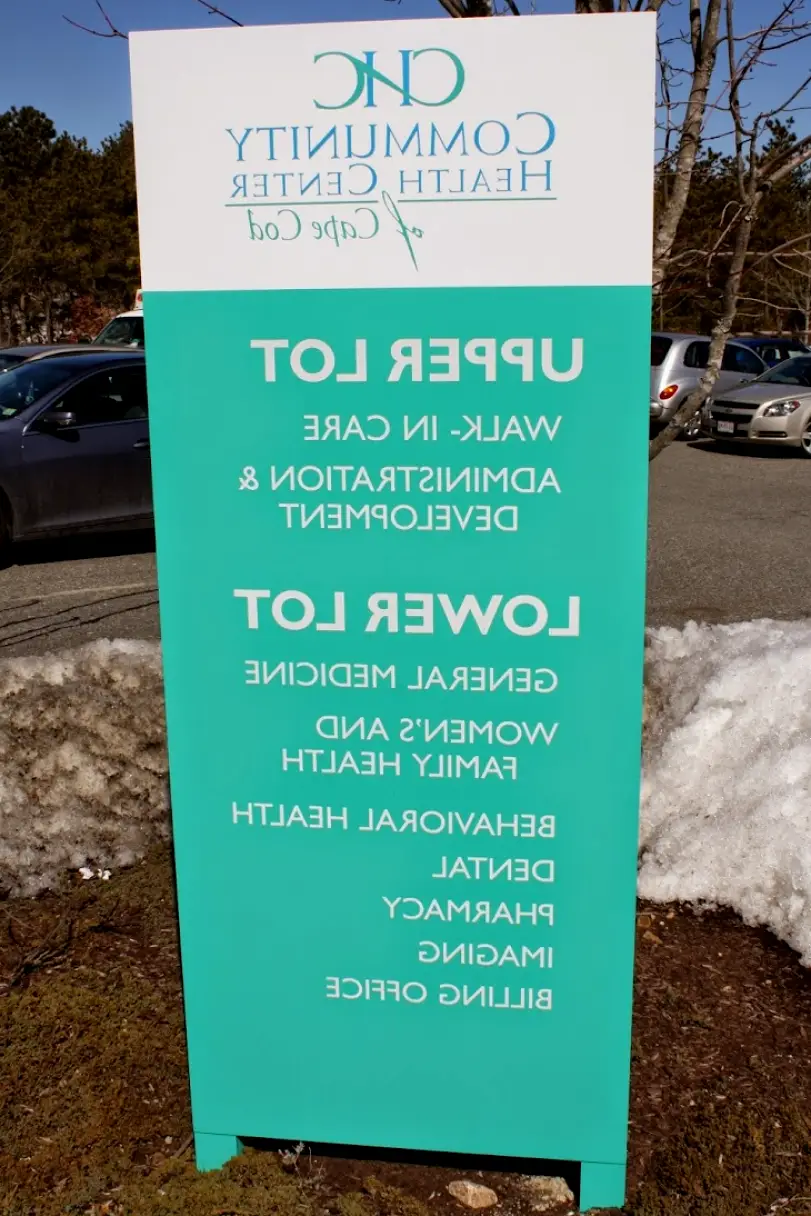 CHC
COMMUNITY
HEALTH CENTER
of Cape Cod
UPPER LOT
WALK-IN CARE
ADMINISTRATION &
DEVELOPMENT
LOWER LOT
GENERAL MEDICINE
WOMEN'S AND
FAMILY HEALTH
BEHAVIORAL HEALTH
DENTAL
PHARMACY
IMAGING
BILLING OFFICE